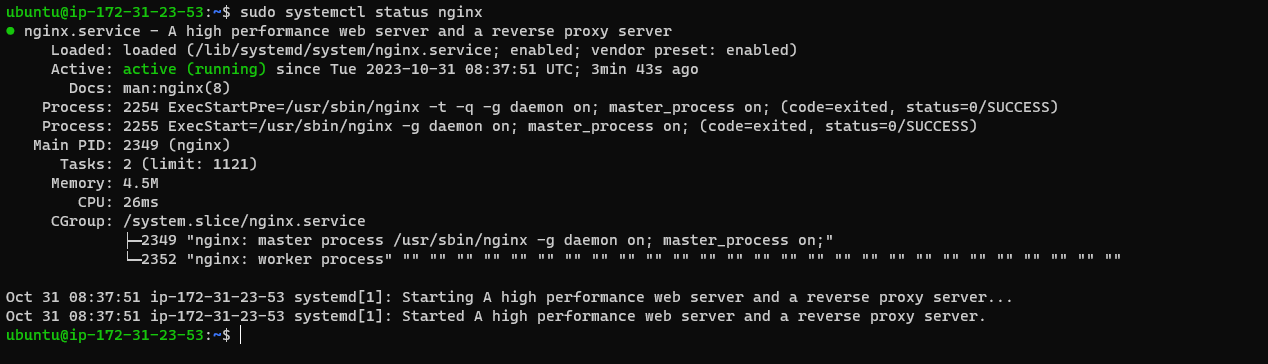 ubuntu@ip-172-31-23-53:~$ sudo systemctl status nginx
● nginx.service - A high performance web server and a reverse proxy server
     Loaded: loaded (/lib/systemd/system/nginx.service; enabled; vendor preset: enabled)
     Active: active (running) since Tue 2023-10-31 08:37:51 UTC; 3min 43s ago
       Docs: man:nginx(8)
    Process: 2254 ExecStartPre=/usr/sbin/nginx -t -q -g daemon on; master_process on; (code=exited, status=0/SUCCESS)
    Process: 2255 ExecStart=/usr/sbin/nginx -g daemon on; master_process on; (code=exited, status=0/SUCCESS)
   Main PID: 2349 (nginx)
      Tasks: 2 (limit: 1121)
     Memory: 4.5M
        CPU: 26ms
     CGroup: /system.slice/nginx.service
             ├─2349 "nginx: master process /usr/sbin/nginx -g daemon on; master_process on;"
             └─2352 "nginx: worker process" "" "" "" "" "" "" "" "" "" "" "" "" "" "" "" "" "" "" "" "" "" "" "" "" "" "" ""

Oct 31 08:37:51 ip-172-31-23-53 systemd[1]: Starting A high performance web server and a reverse proxy server...
Oct 31 08:37:51 ip-172-31-23-53 systemd[1]: Started A high performance web server and a reverse proxy server.
ubuntu@ip-172-31-23-53:~$